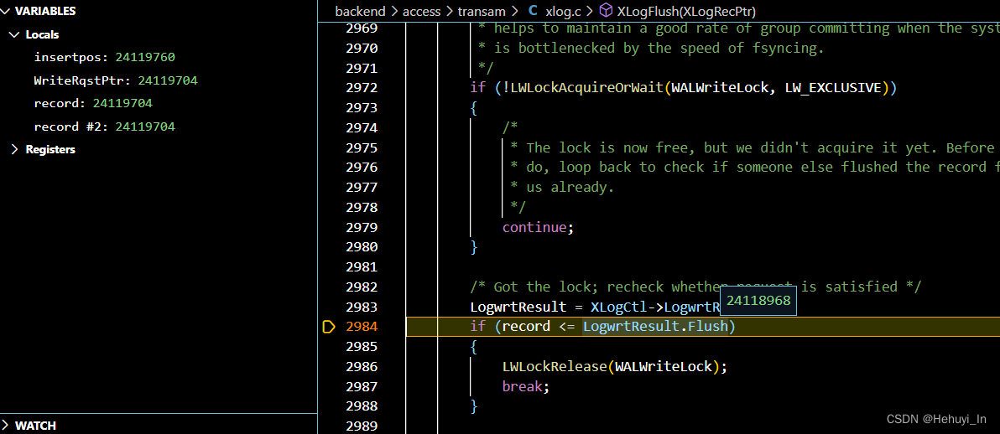 VARIABLES
Locals
insertpos: 24119760
WriteRqstPtr: 24119704
record: 24119704
record #2: 24119704
Registers
WATCH
backend > access > transam > C xlog.c > XLogFlush(XLogRecPtr)
2969 * helps to maintain a good rate of group committing when the syst
2970 * is bottlenecked by the speed of fsyncing.
2971 */
2972 if (!LWLockAcquireOrWait(WALWriteLock, LW_EXCLUSIVE))
2973 {
2974 /*
2975 * The lock is now free, but we didn't acquire it yet. Before
2976 * do, loop back to check if someone else flushed the record f
2977 * us already.
2978 */
2979 continue;
2980 }
2981
2982 /* Got the lock; recheck whether request is satisfied */
24118968
2983 LogwrtResult = XLogCtl->LogwrtR
2984 if (record <= LogwrtResult.Flush)
2985 {
2986 LWLockRelease(WALWriteLock);
2987 break;
2988 }
2989
CSDN @Hehuyi_In